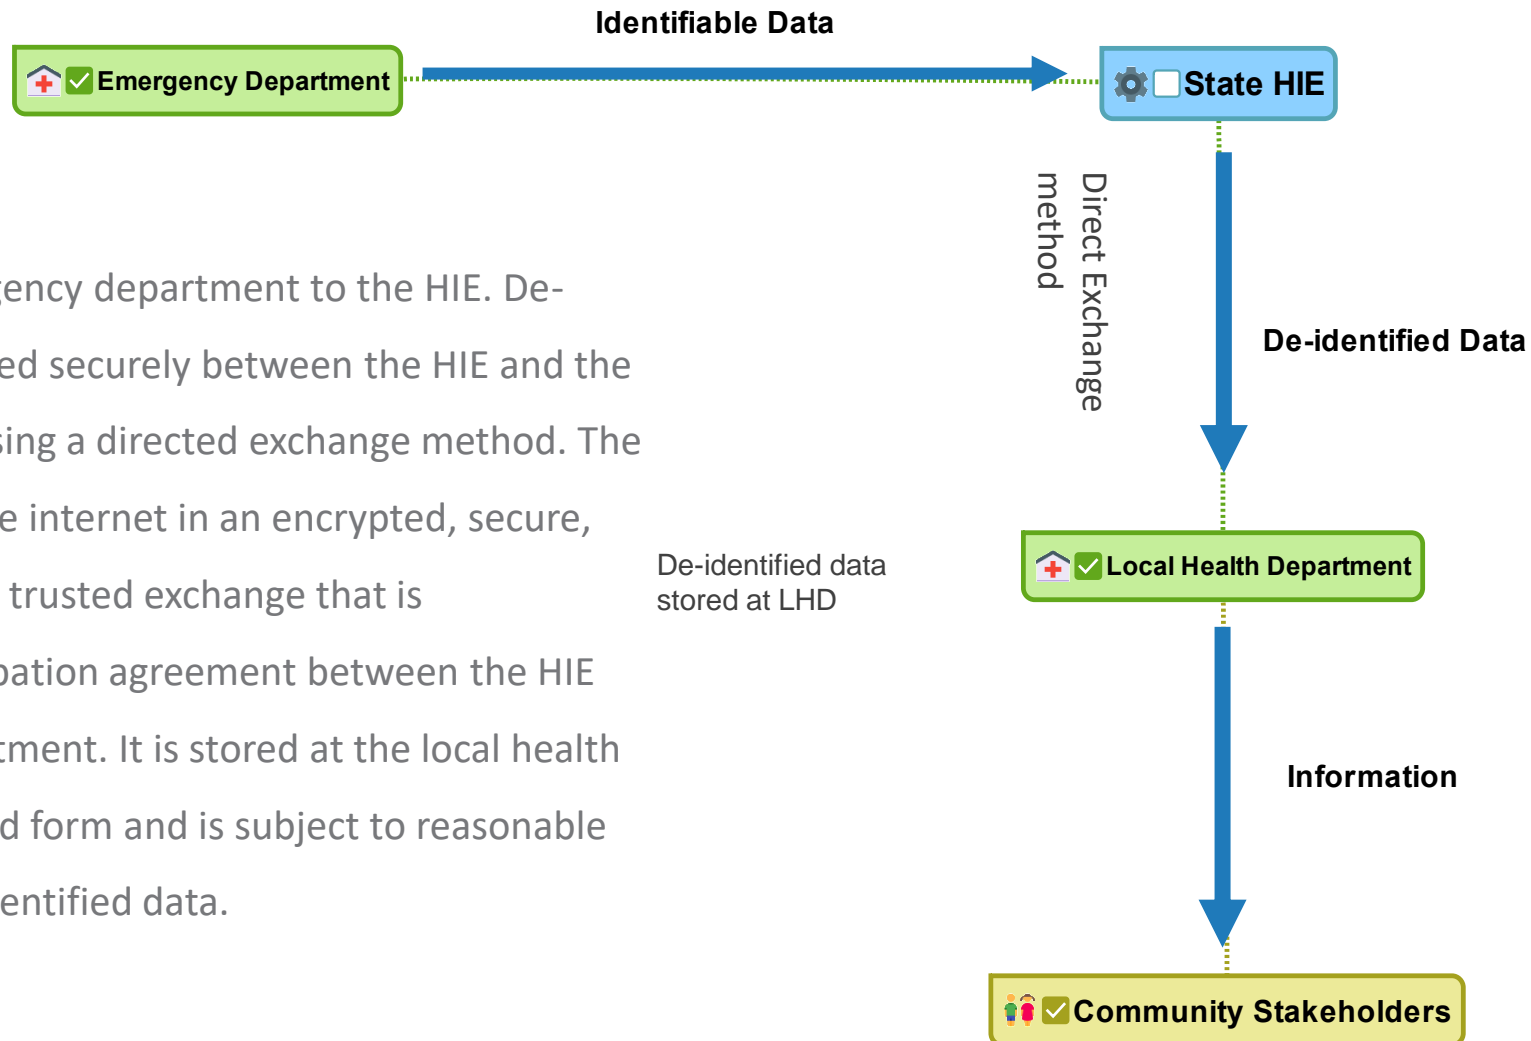 Identifiable Data
Emergency Department
State HIE
Direct Exchange
method
gency department to the HIE. De-
ed securely between the HIE and the
sing a directed exchange method. The
e internet in an encrypted, secure,
trusted exchange that is
pation agreement between the HIE
tment. It is stored at the local health
d form and is subject to reasonable
entified data.
De-identified Data
De-identified data
stored at LHD
Local Health Department
Information
Community Stakeholders